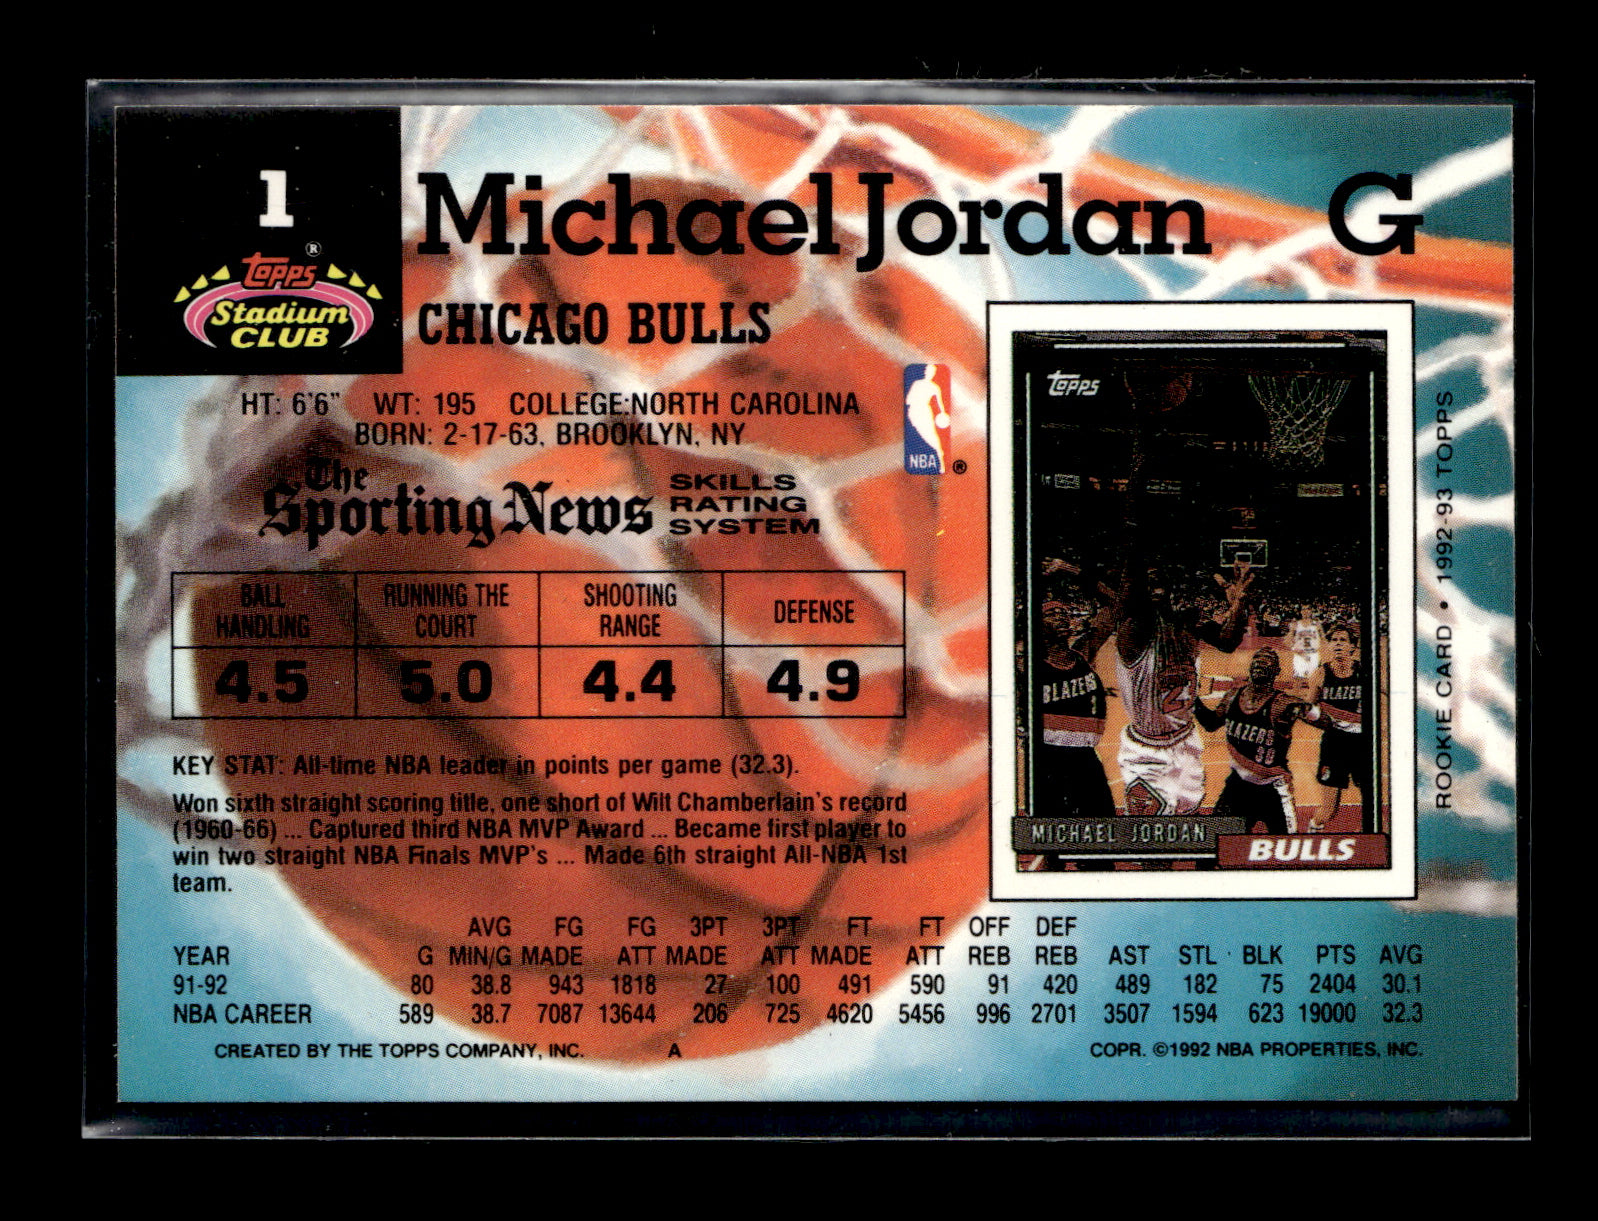 1
Michael Jordan G
Topps®
Stadium
CLUB
CHICAGO BULLS
HT: 6'6" WT: 195 COLLEGE:NORTH CAROLINA
BORN: 2-17-63, BROOKLYN, NY
NBA ®
The
Sporting News
SKILLS
RATING
SYSTEM
BALL HANDLING RUNNING THE COURT SHOOTING RANGE DEFENSE
4.5 5.0 4.4 4.9
KEY STAT: All-time NBA leader in points per game (32.3).
Won sixth straight scoring title, one short of Wilt Chamberlain's record
(1960-66) ... Captured third NBA MVP Award ... Became first player to
win two straight NBA Finals MVP's ... Made 6th straight All-NBA 1st
team.
TOPPS
BLAZERS
BLAZERS
BLAZER
MICHAEL JORDAN
BULLS
ROOKIE CARD • 1992-93 TOPPS
AVG FG FG 3PT 3PT FT FT OFF DEF
YEAR G MIN/G MADE ATT MADE ATT MADE ATT REB REB AST STL BLK PTS AVG
91-92 80 38.8 943 1818 27 100 491 590 91 420 489 182 75 2404 30.1
NBA CAREER 589 38.7 7087 13644 206 725 4620 5456 996 2701 3507 1594 623 19000 32.3
CREATED BY THE TOPPS COMPANY, INC. A COPR. ©1992 NBA PROPERTIES, INC.